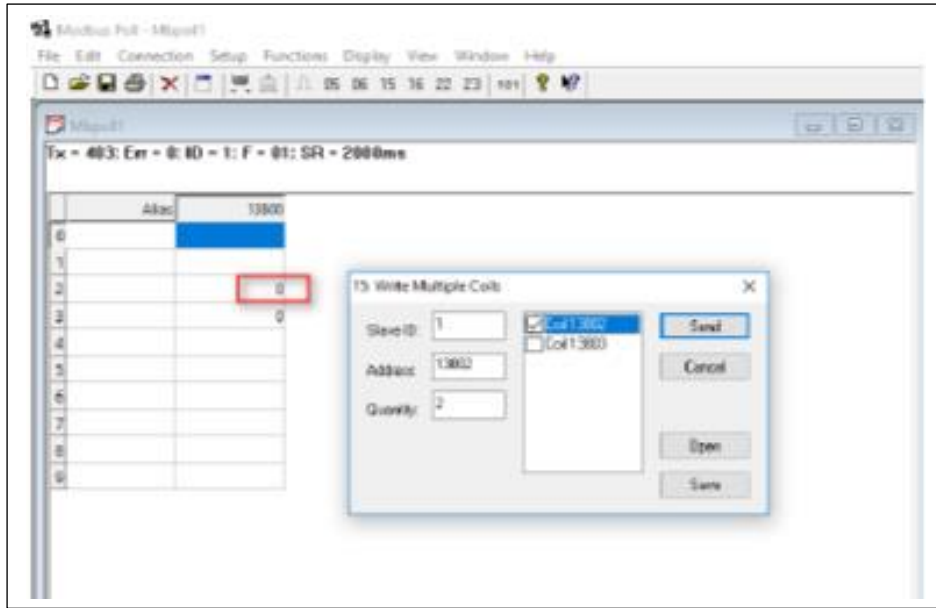 Modbus Poll - Mbpoll1
File Edit Connection Setup Functions Display View Window Help
05 06 15 16 22 23 101
Mbpoll1
Tx = 403: Err = 0: ID = 1: F = 01: SR = 2000ms
Alias 13800
0
1
2 0
3 0
4
5
6
7
8
9
15: Write Multiple Coils
Slave ID: 1
Address: 13802
Quantity: 2
Coil 13802
Coil 13803
Send
Cancel
Open
Save